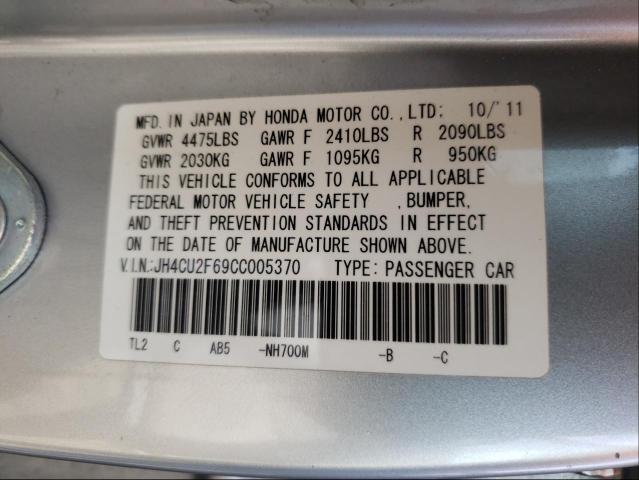 MFD. IN JAPAN BY HONDA MOTOR CO.,LTD: 10/'11
GVWR 4475LBS GAWR F 2410LBS R 2090LBS
GVWR 2030KG GAWR F 1095KG R 950KG
THIS VEHICLE CONFORMS TO ALL APPLICABLE
FEDERAL MOTOR VEHICLE SAFETY ,BUMPER,
AND THEFT PREVENTION STANDARDS IN EFFECT
ON THE DATE OF MANUFACTURE SHOWN ABOVE.
V.I.N.:JH4CU2F69CC005370 TYPE: PASSENGER CAR
TL2 C AB5 -NH700M -B -C